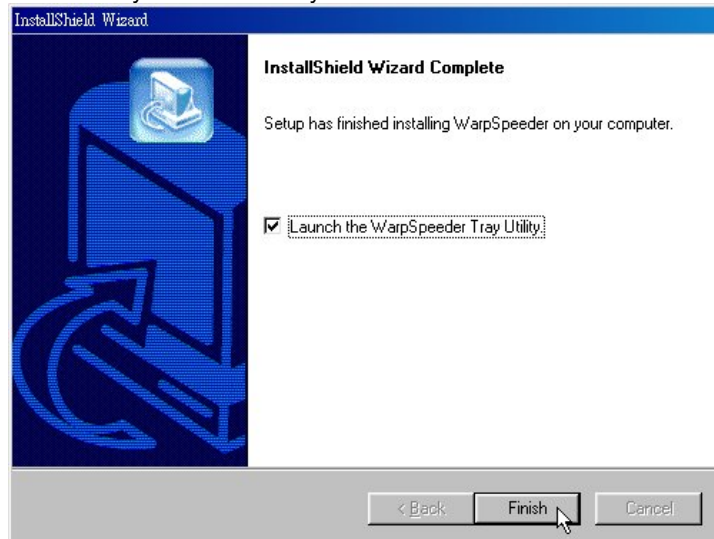 InstallShield Wizard
InstallShield Wizard Complete
Setup has finished installing WarpSpeeder on your computer.
Launch the WarpSpeeder Tray Utility.
< Back
Finish
Cancel